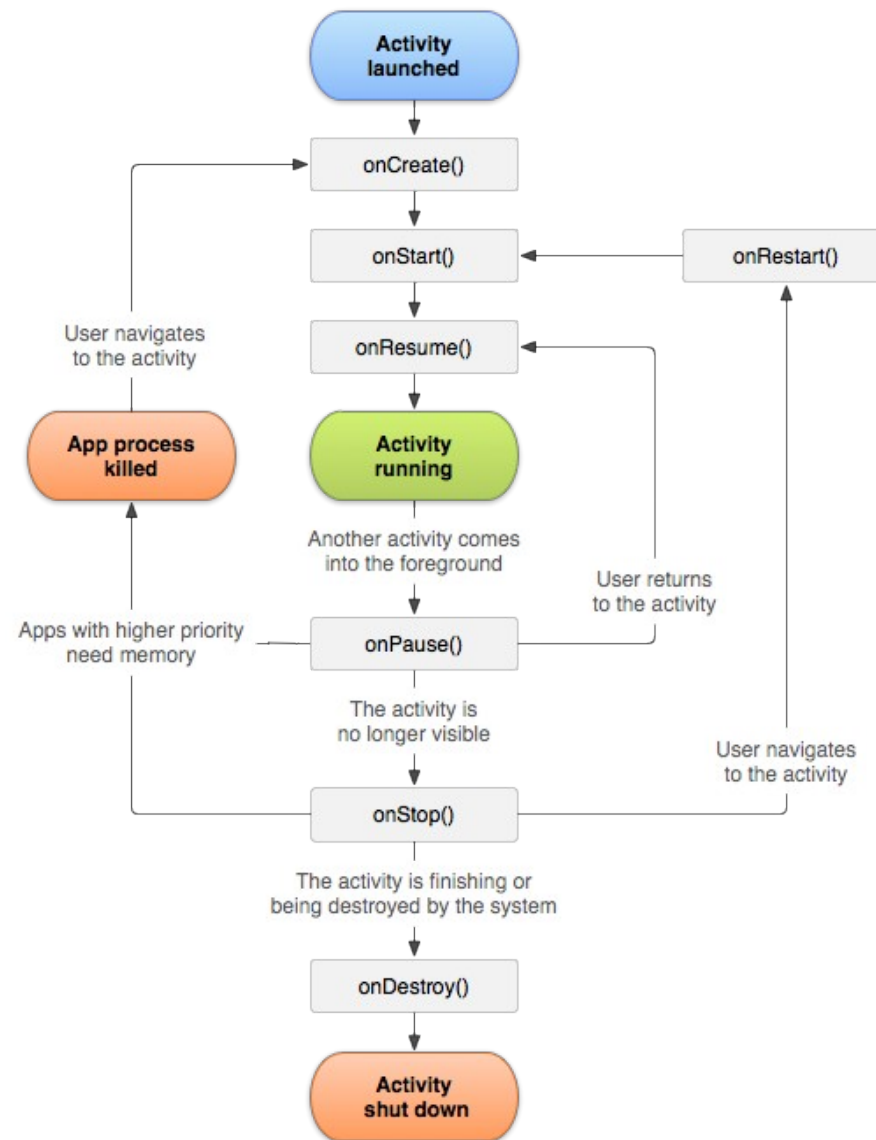 Activity
launched
onCreate()
onStart()
onRestart()
onResume()
User navigates
to the activity
App process
killed
Activity
running
Another activity comes
into the foreground
User returns
to the activity
Apps with higher priority
need memory
onPause()
The activity is
no longer visible
User navigates
to the activity
onStop()
The activity is finishing or
being destroyed by the system
onDestroy()
Activity
shut down